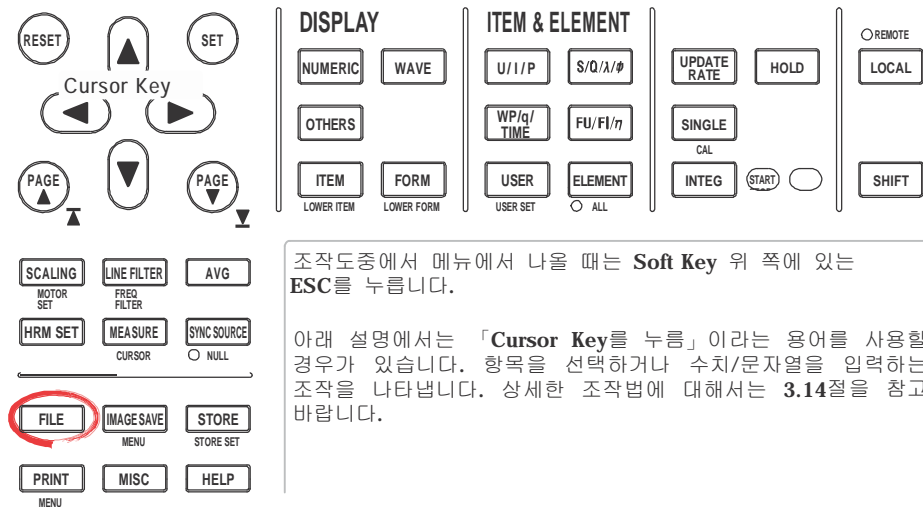 DISPLAY
ITEM & ELEMENT
RESET
SET
REMOTE
NUMERIC
WAVE
U/I/P
S/Q/λ/ø
UPDATE RATE
HOLD
LOCAL
Cursor Key
OTHERS
WP/q/ TIME
FU/FI/η
SINGLE
CAL
PAGE
PAGE
ITEM
FORM
USER
ELEMENT
INTEG
START
SHIFT
LOWER ITEM
LOWER FORM
USER SET
ALL
SCALING
LINE FILTER
AVG
MOTOR SET
FREQ FILTER
HRM SET
MEASURE
SYNC SOURCE
CURSOR
NULL
FILE
IMAGE SAVE
STORE
MENU
STORE SET
PRINT
MISC
HELP
MENU
조작도중에서 메뉴에서 나올 때는 Soft Key 위 쪽에 있는
ESC를 누릅니다.
아래 설명에서는 「Cursor Key를 누름」이라는 용어를 사용할
경우가 있습니다. 항목을 선택하거나 수치/문자열을 입력하는
조작을 나타냅니다. 상세한 조작법에 대해서는 3.14절을 참고
바랍니다.